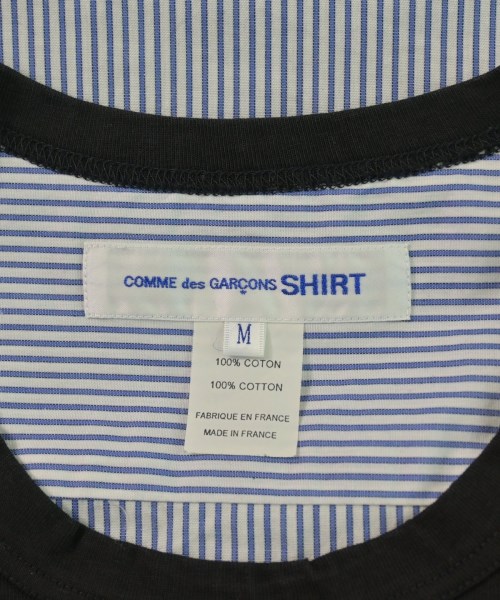 COMME des GARÇONS SHIRT
M
100% COTON
100% COTTON
FABRIQUE EN FRANCE
MADE IN FRANCE